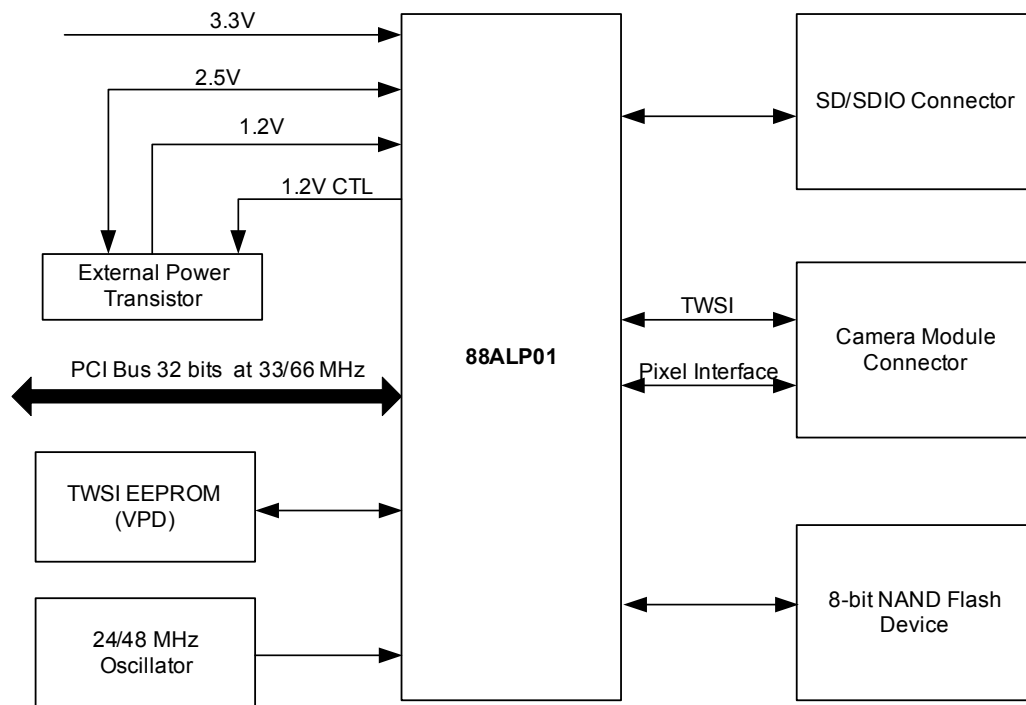 3.3V
2.5V
1.2V
1.2V CTL
External Power
Transistor
PCI Bus 32 bits at 33/66 MHz
TWSI EEPROM
(VPD)
24/48 MHz
Oscillator
88ALP01
SD/SDIO Connector
TWSI
Pixel Interface
Camera Module
Connector
8-bit NAND Flash
Device